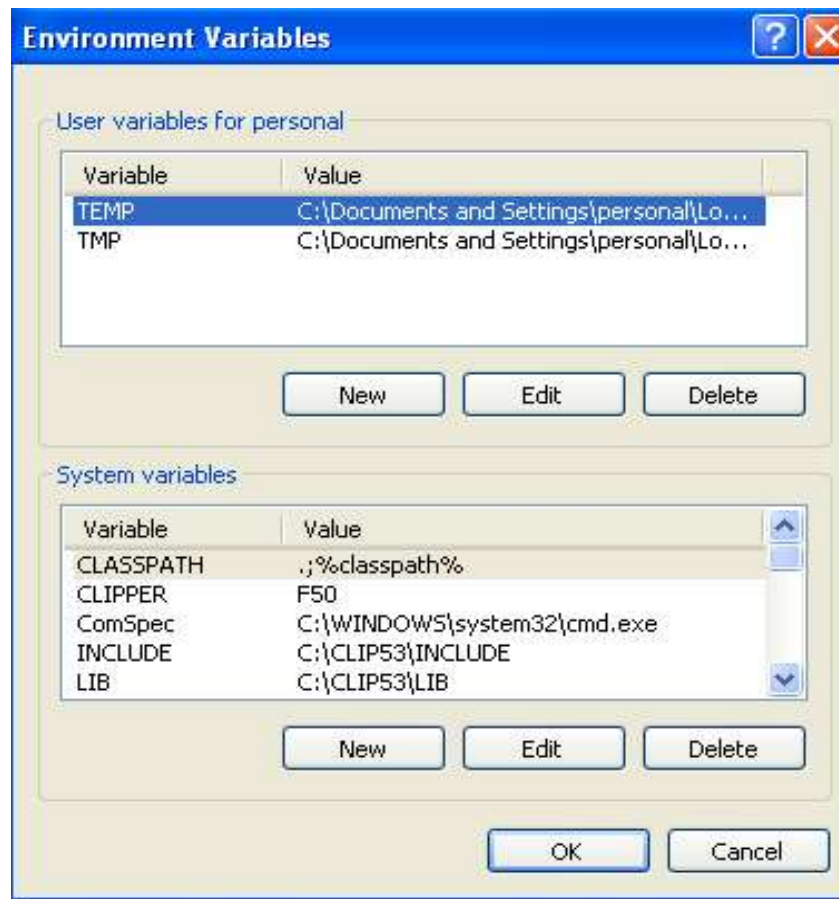 Environment Variables
User variables for personal
Variable Value
TEMP C:\Documents and Settings\personal\Lo...
TMP C:\Documents and Settings\personal\Lo...
New Edit Delete
System variables
Variable Value
CLASSPATH .;%classpath%
CLIPPER F50
ComSpec C:\WINDOWS\system32\cmd.exe
INCLUDE C:\CLIP53\INCLUDE
LIB C:\CLIP53\LIB
New Edit Delete
OK Cancel